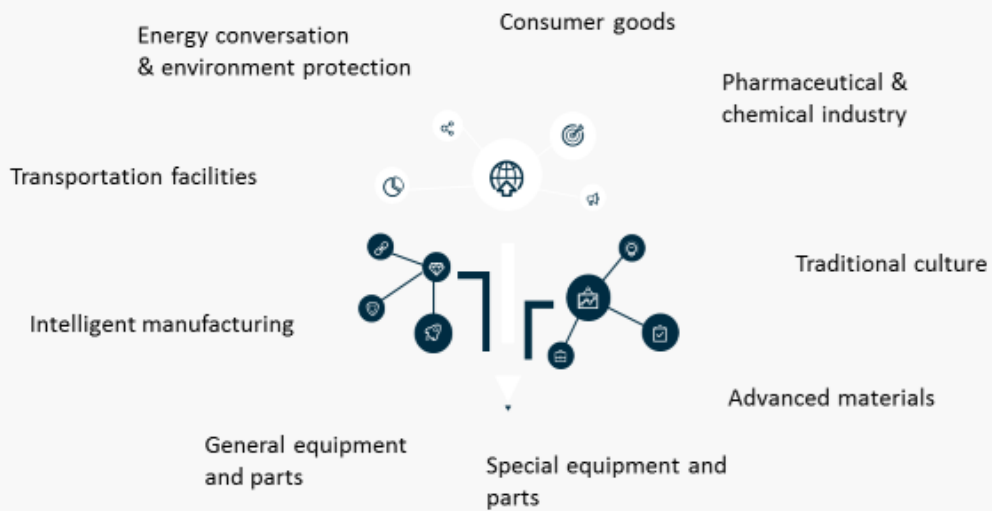 Consumer goods
Energy conversation
& environment protection
Pharmaceutical &
chemical industry
Transportation facilities
Traditional culture
Intelligent manufacturing
Advanced materials
General equipment
and parts
Special equipment and
parts